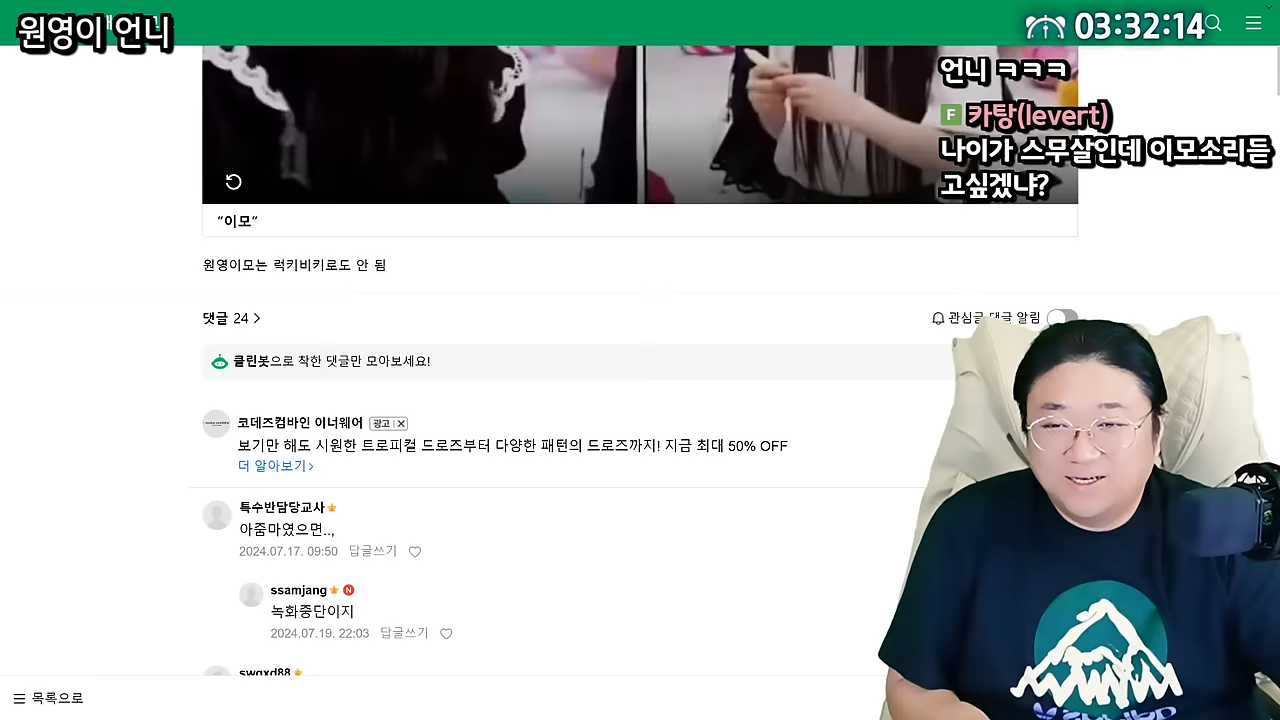 원영이 언니
03:32:14
언니 ㅋㅋㅋ
F 카탕(levert)
나이가 스무살인데 이모소리듣
고싶겠냐?
"이모"
원영이모는 럭키비키로도 안 됨
댓글 24
관심글 댓글 알림
클린봇으로 착한 댓글만 모아보세요!
코데즈컴바인 이너웨어 광고 X
보기만 해도 시원한 트로피컬 드로즈부터 다양한 패턴의 드로즈까지! 지금 최대 50% OFF
더 알아보기
특수반담당교사
아줌마였으면..,
2024.07.17. 09:50 답글쓰기
ssamjang N
녹화중단이지
2024.07.19. 22:03 답글쓰기
swgxd88
목록으로